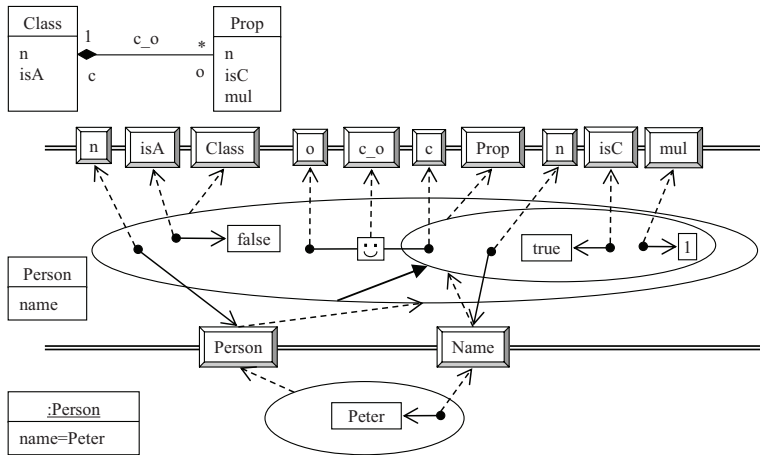 Class
Prop
1
c_o
*
n
isA
c
o
n
isC
mul
n
isA
Class
o
c_o
c
Prop
n
isC
mul
false
true
1
Person
name
Person
Name
:Person
name=Peter
Peter